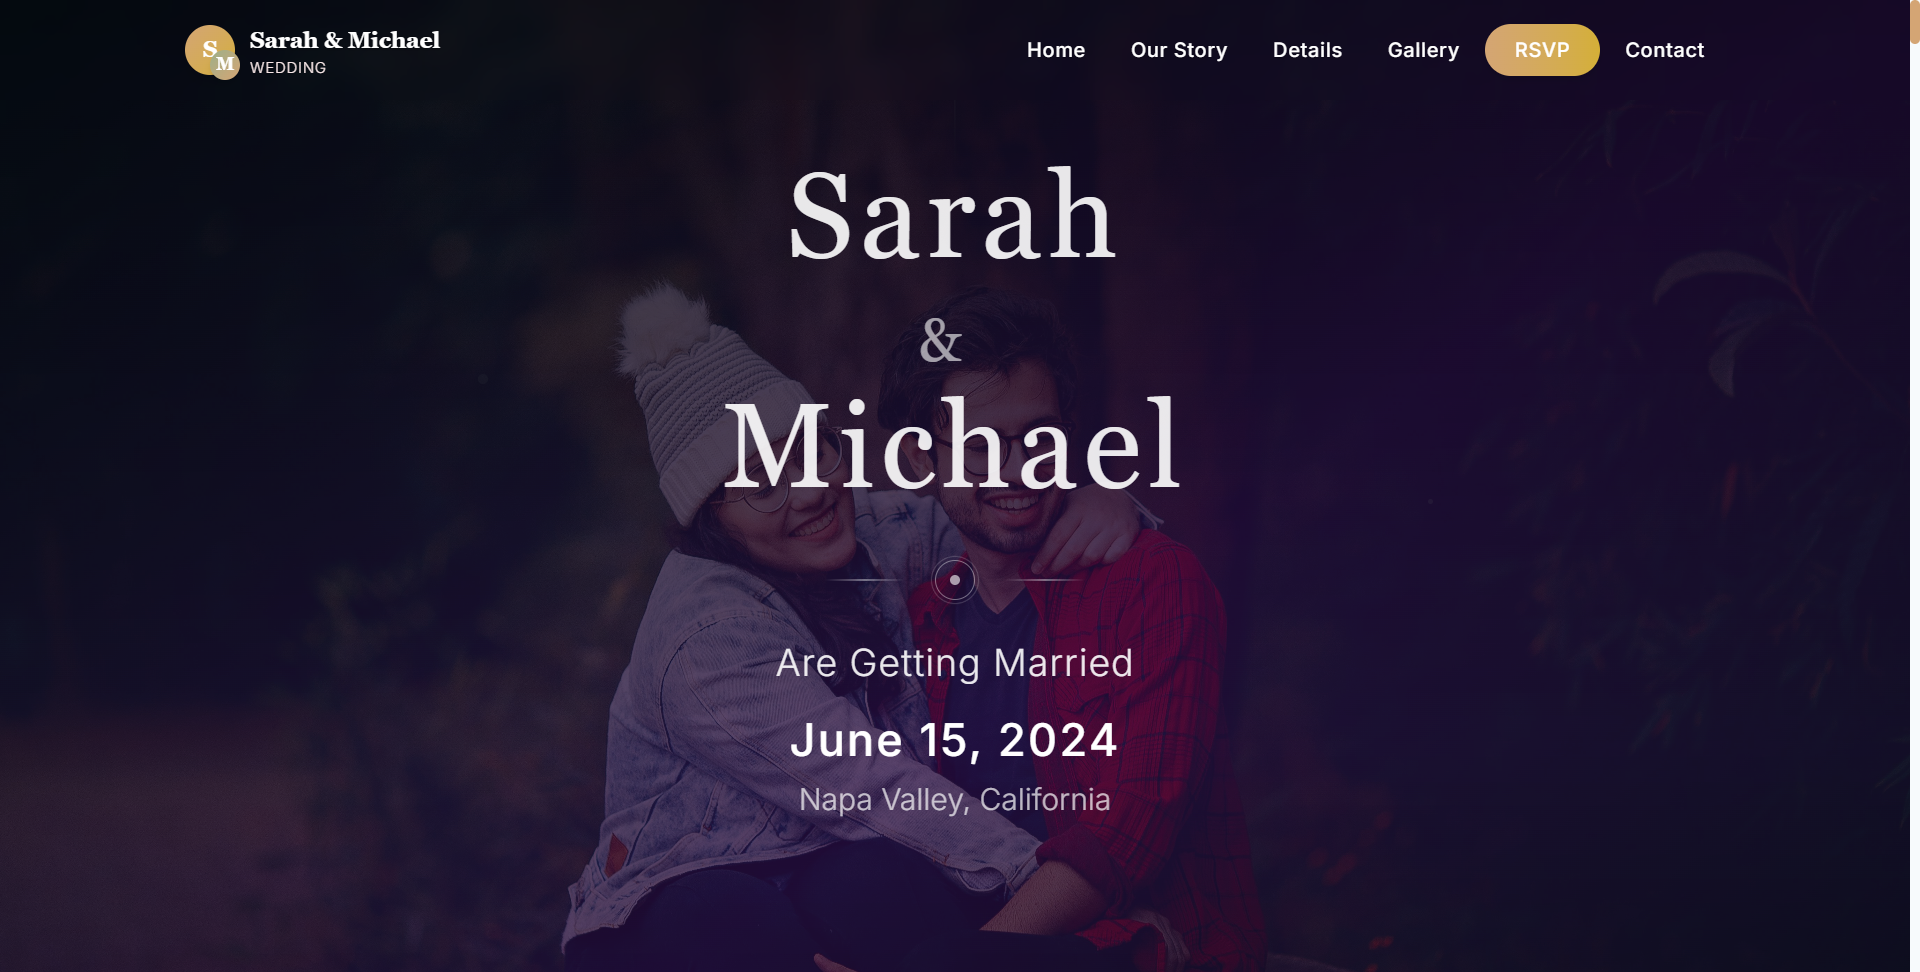 S
M
Sarah & Michael
WEDDING
Home
Our Story
Details
Gallery
RSVP
Contact
Sarah
&
Michael
Are Getting Married
June 15, 2024
Napa Valley, California